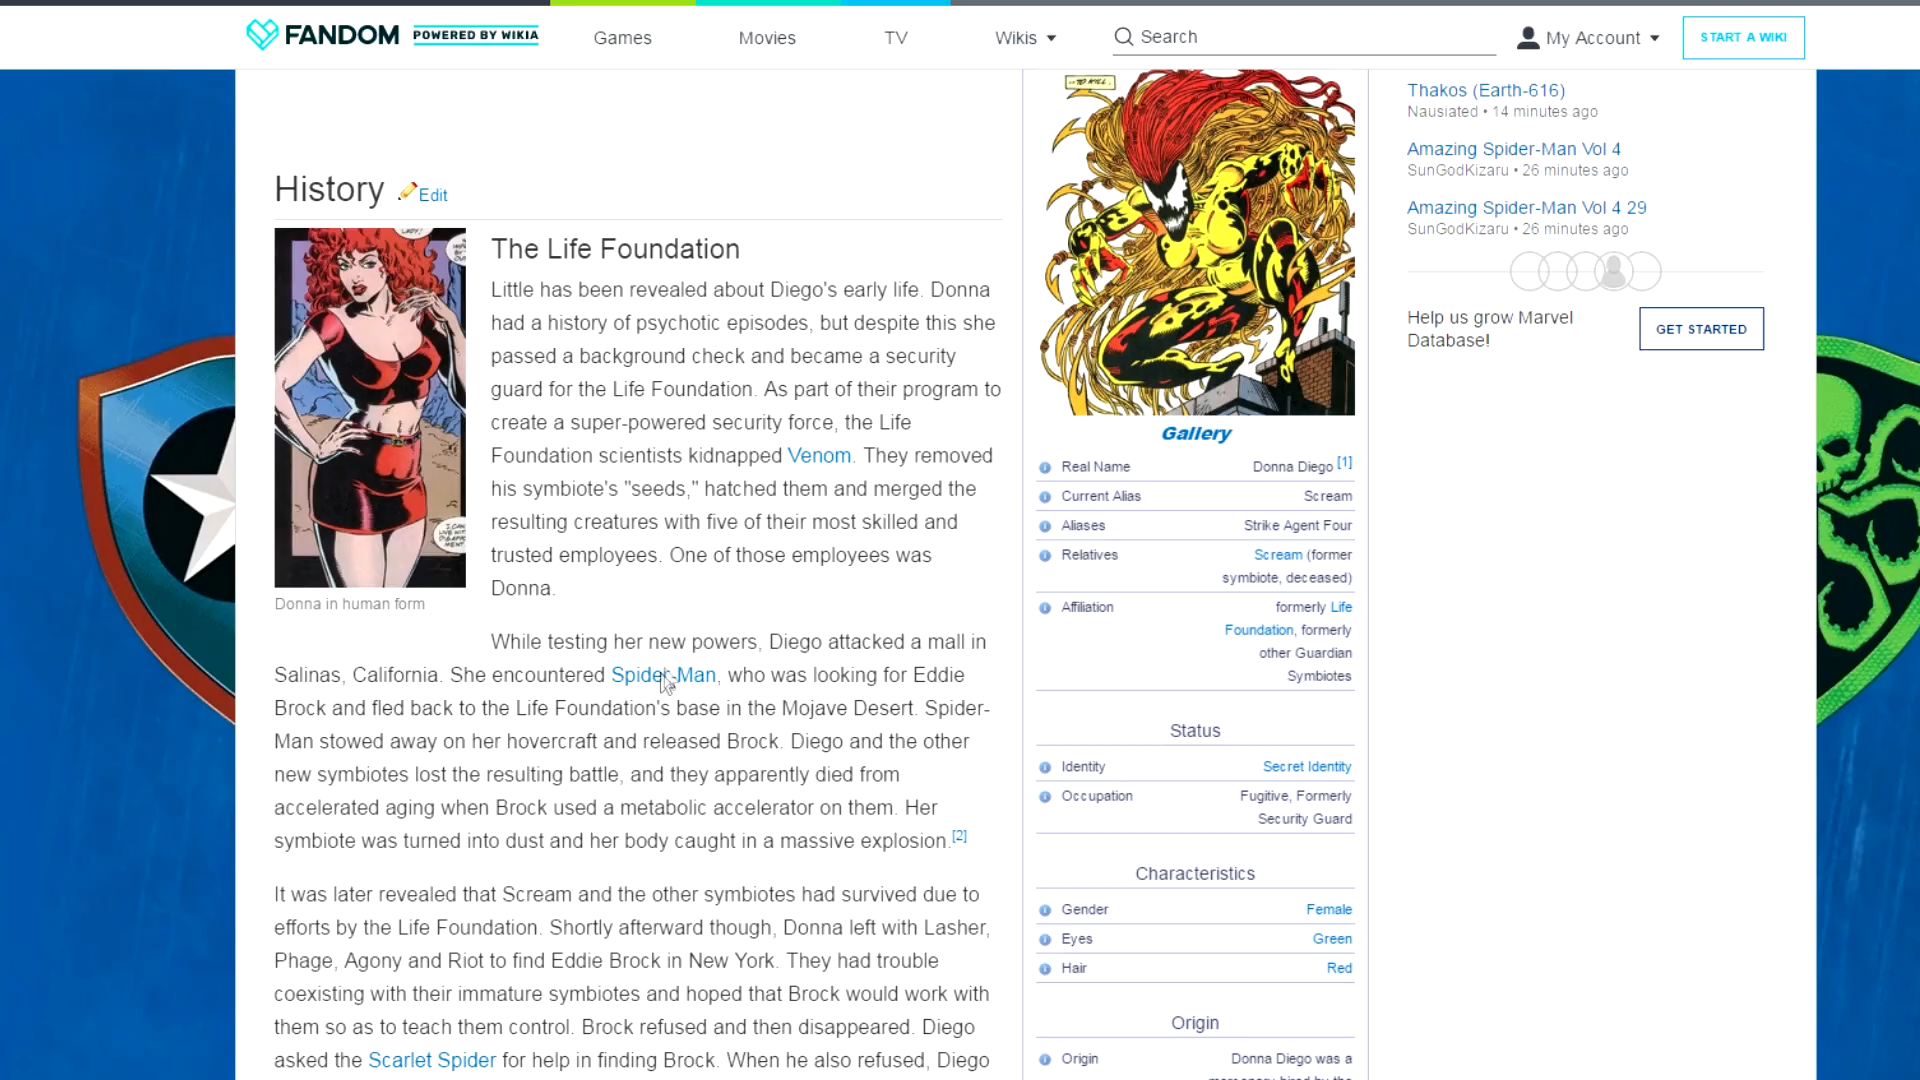 FANDOM POWERED BY WIKIA
Games
Movies
TV
Wikis
Search
My Account
START A WIKI
History
Edit
Donna in human form
The Life Foundation
Little has been revealed about Diego's early life. Donna
had a history of psychotic episodes, but despite this she
passed a background check and became a security
guard for the Life Foundation. As part of their program to
create a super-powered security force, the Life
Foundation scientists kidnapped Venom. They removed
his symbiote's "seeds," hatched them and merged the
resulting creatures with five of their most skilled and
trusted employees. One of those employees was
Donna.
While testing her new powers, Diego attacked a mall in
Salinas, California. She encountered Spider-Man, who was looking for Eddie
Brock and fled back to the Life Foundation's base in the Mojave Desert. Spider-
Man stowed away on her hovercraft and released Brock. Diego and the other
new symbiotes lost the resulting battle, and they apparently died from
accelerated aging when Brock used a metabolic accelerator on them. Her
symbiote was turned into dust and her body caught in a massive explosion.[2]
It was later revealed that Scream and the other symbiotes had survived due to
efforts by the Life Foundation. Shortly afterward though, Donna left with Lasher,
Phage, Agony and Riot to find Eddie Brock in New York. They had trouble
coexisting with their immature symbiotes and hoped that Brock would work with
them so as to teach them control. Brock refused and then disappeared. Diego
asked the Scarlet Spider for help in finding Brock. When he also refused, Diego
TO KILL.
Gallery
Real Name Donna Diego [1]
Current Alias Scream
Aliases Strike Agent Four
Relatives Scream (former
symbiote, deceased)
Affiliation formerly Life
Foundation, formerly
other Guardian
Symbiotes
Status
Identity Secret Identity
Occupation Fugitive, Formerly
Security Guard
Characteristics
Gender Female
Eyes Green
Hair Red
Origin
Origin Donna Diego was a
mercenary hired by the
Thakos (Earth-616)
Nausiated • 14 minutes ago
Amazing Spider-Man Vol 4
SunGodKizaru • 26 minutes ago
Amazing Spider-Man Vol 4 29
SunGodKizaru • 26 minutes ago
Help us grow Marvel
Database!
GET STARTED